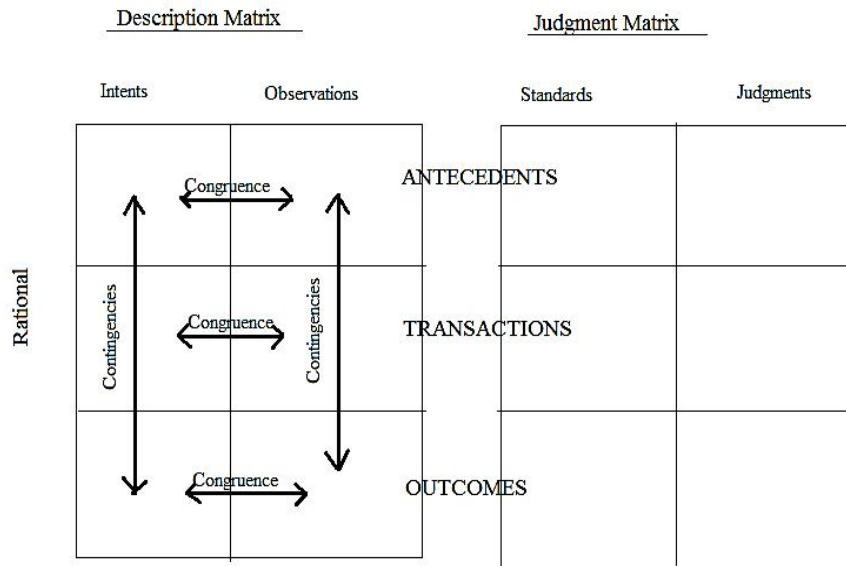 Description Matrix
Judgment Matrix
Intents
Observations
Standards
Judgments
Rational
Congruence
ANTECEDENTS
Contingencies
Congruence
Contingencies
TRANSACTIONS
Congruence
OUTCOMES